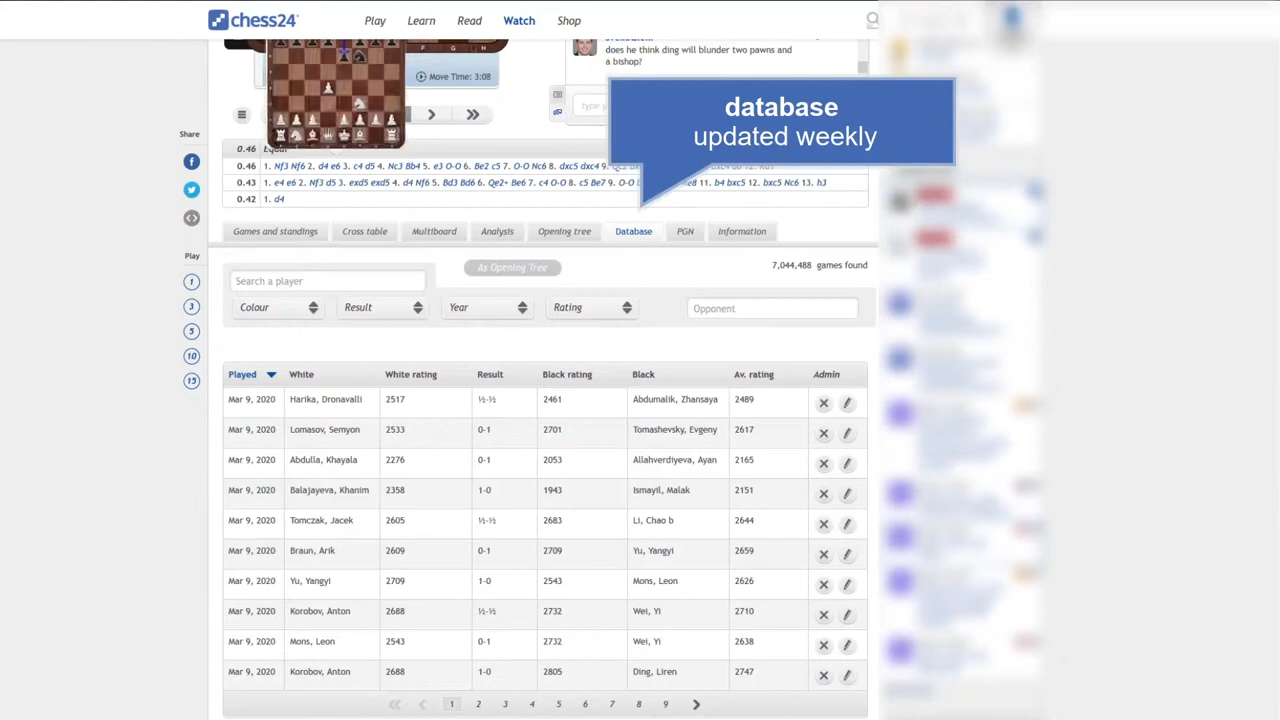 chess24
Play Learn Read Watch Shop
does he think ding will blunder two pawns and
a bishop?
F G H
Move Time: 3:08
database
updated weekly
Share
0.46 Equal
0.46 1. Nf3 Nf6 2. d4 e6 3. c4 d5 4. Nc3 Bb4 5. e3 O-O 6. Be2 c5 7. O-O Nc6 8. dxc5 dxc4 9.
0.43 1. e4 e6 2. Nf3 d5 3. exd5 exd5 4. d4 Nf6 5. Bd3 Bd6 6. Qe2+ Be6 7. c4 O-O 8. c5 Be7 9. 11. b4 bxc5 12. bxc5 Nc6 13. h3
0.42 1. d4
Games and standings Cross table Multiboard Analysis Opening tree Database PGN Information
Play
1
3
5
10
15
As Opening Tree 7,044,488 games found
Search a player
Colour Result Year Rating Opponent
Played White White rating Result Black rating Black Av. rating Admin
Mar 9, 2020 Harika, Dronavalli 2517 ½-½ 2461 Abdumalik, Zhansaya 2489
Mar 9, 2020 Lomasov, Semyon 2533 0-1 2701 Tomashevsky, Evgeny 2617
Mar 9, 2020 Abdulla, Khayala 2276 0-1 2053 Allahverdiyeva, Ayan 2165
Mar 9, 2020 Balajayeva, Khanim 2358 1-0 1943 Ismayil, Malak 2151
Mar 9, 2020 Tomczak, Jacek 2605 ½-½ 2683 Li, Chao b 2644
Mar 9, 2020 Braun, Arik 2609 0-1 2709 Yu, Yangyi 2659
Mar 9, 2020 Yu, Yangyi 2709 1-0 2543 Mons, Leon 2626
Mar 9, 2020 Korobov, Anton 2688 ½-½ 2732 Wei, Yi 2710
Mar 9, 2020 Mons, Leon 2543 0-1 2732 Wei, Yi 2638
Mar 9, 2020 Korobov, Anton 2688 1-0 2805 Ding, Liren 2747
1 2 3 4 5 6 7 8 9